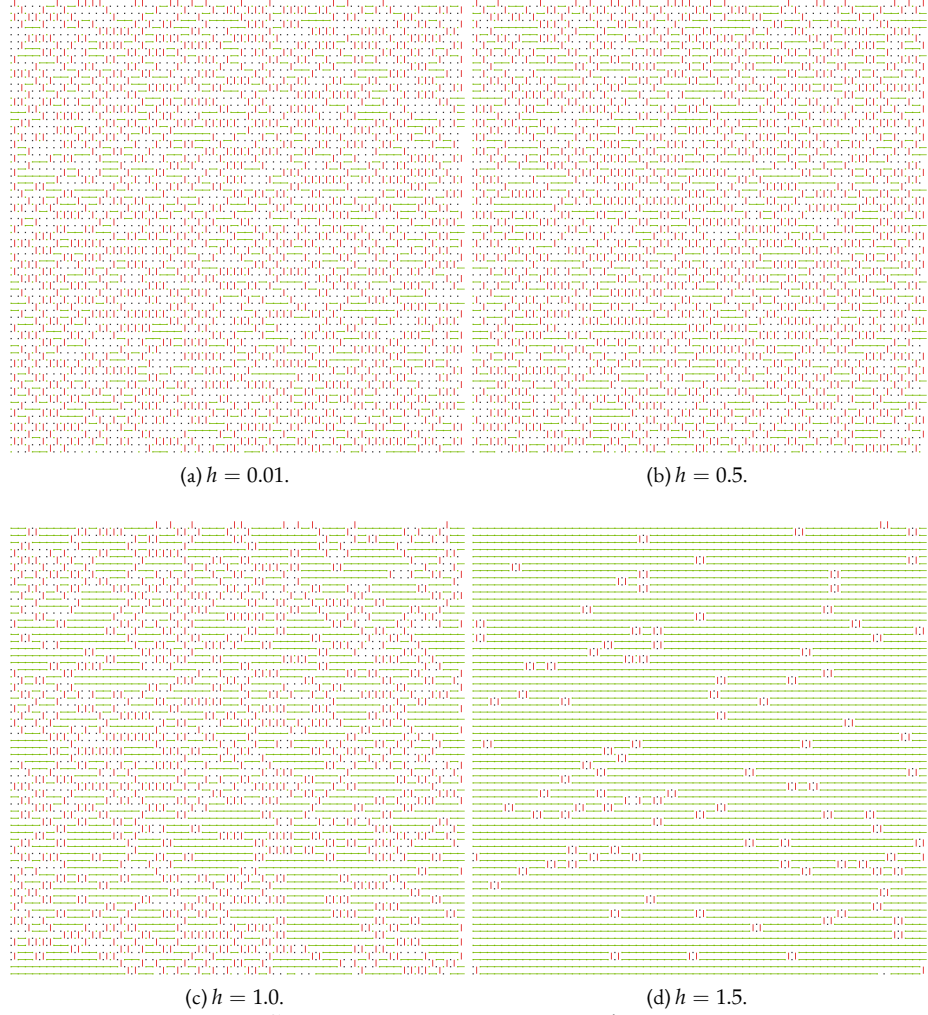 (a) h = 0.01.
(b) h = 0.5.
(c) h = 1.0.
(d) h = 1.5.